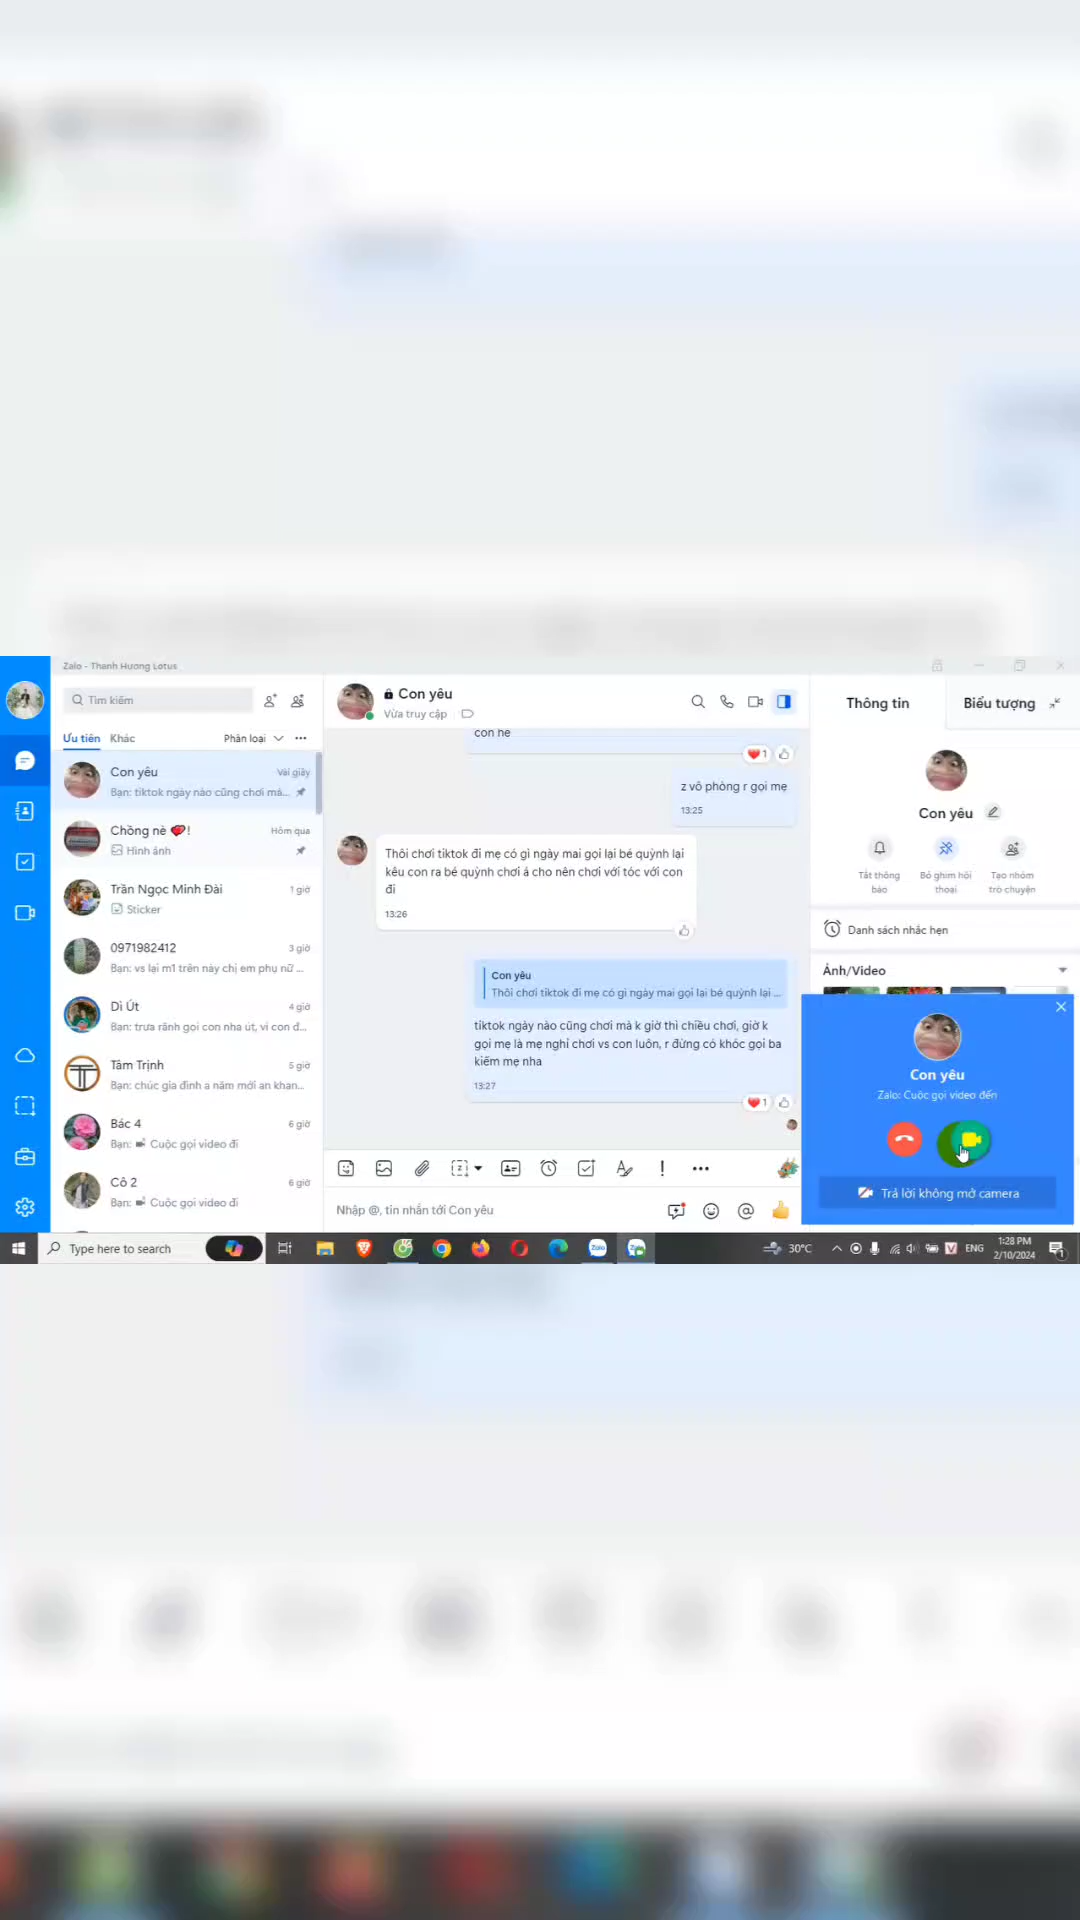 Zalo - Thanh Hương Lotus
Tìm kiếm
Ưu tiên Khác Phân loại
Con yêu Vài giây
Bạn: tiktok ngày nào cũng chơi mà...
Chồng nè ❤️! Hôm qua
Hình ảnh
Trần Ngọc Minh Đài 1 giờ
Sticker
0971982412 3 giờ
Bạn: vs lại m1 trên này chị em phụ nữ ...
Dì Út 4 giờ
Bạn: trưa rãnh gọi con nha út, vì con đ...
Tâm Trịnh 5 giờ
Bạn: chúc gia đình a năm mới an khan...
Bác 4 6 giờ
Bạn: Cuộc gọi video đi
Cô 2 6 giờ
Bạn: Cuộc gọi video đi
Con yêu
Vừa truy cập
con he
❤️ 1
z vô phòng r gọi mẹ
13:25
Thôi chơi tiktok đi mẹ có gì ngày mai gọi lại bé quỳnh lại
kêu con ra bé quỳnh chơi á cho nên chơi với tóc với con
đi
13:26
Con yêu
Thôi chơi tiktok đi mẹ có gì ngày mai gọi lại bé quỳnh lại ...
tiktok ngày nào cũng chơi mà k giờ thì chiều chơi, giờ k
gọi mẹ là mẹ nghỉ chơi vs con luôn, r đừng có khóc gọi ba
kiếm mẹ nha
13:27
❤️ 1
Nhập @, tin nhắn tới Con yêu
Thông tin Biểu tượng
Con yêu
Tắt thông
báo
Bỏ ghim hội
thoại
Tạo nhóm
trò chuyện
Danh sách nhắc hẹn
Ảnh/Video
Con yêu
Zalo: Cuộc gọi video đến
Trả lời không mở camera
Type here to search
Zalo
30°C
V
ENG
1:28 PM
2/10/2024
1